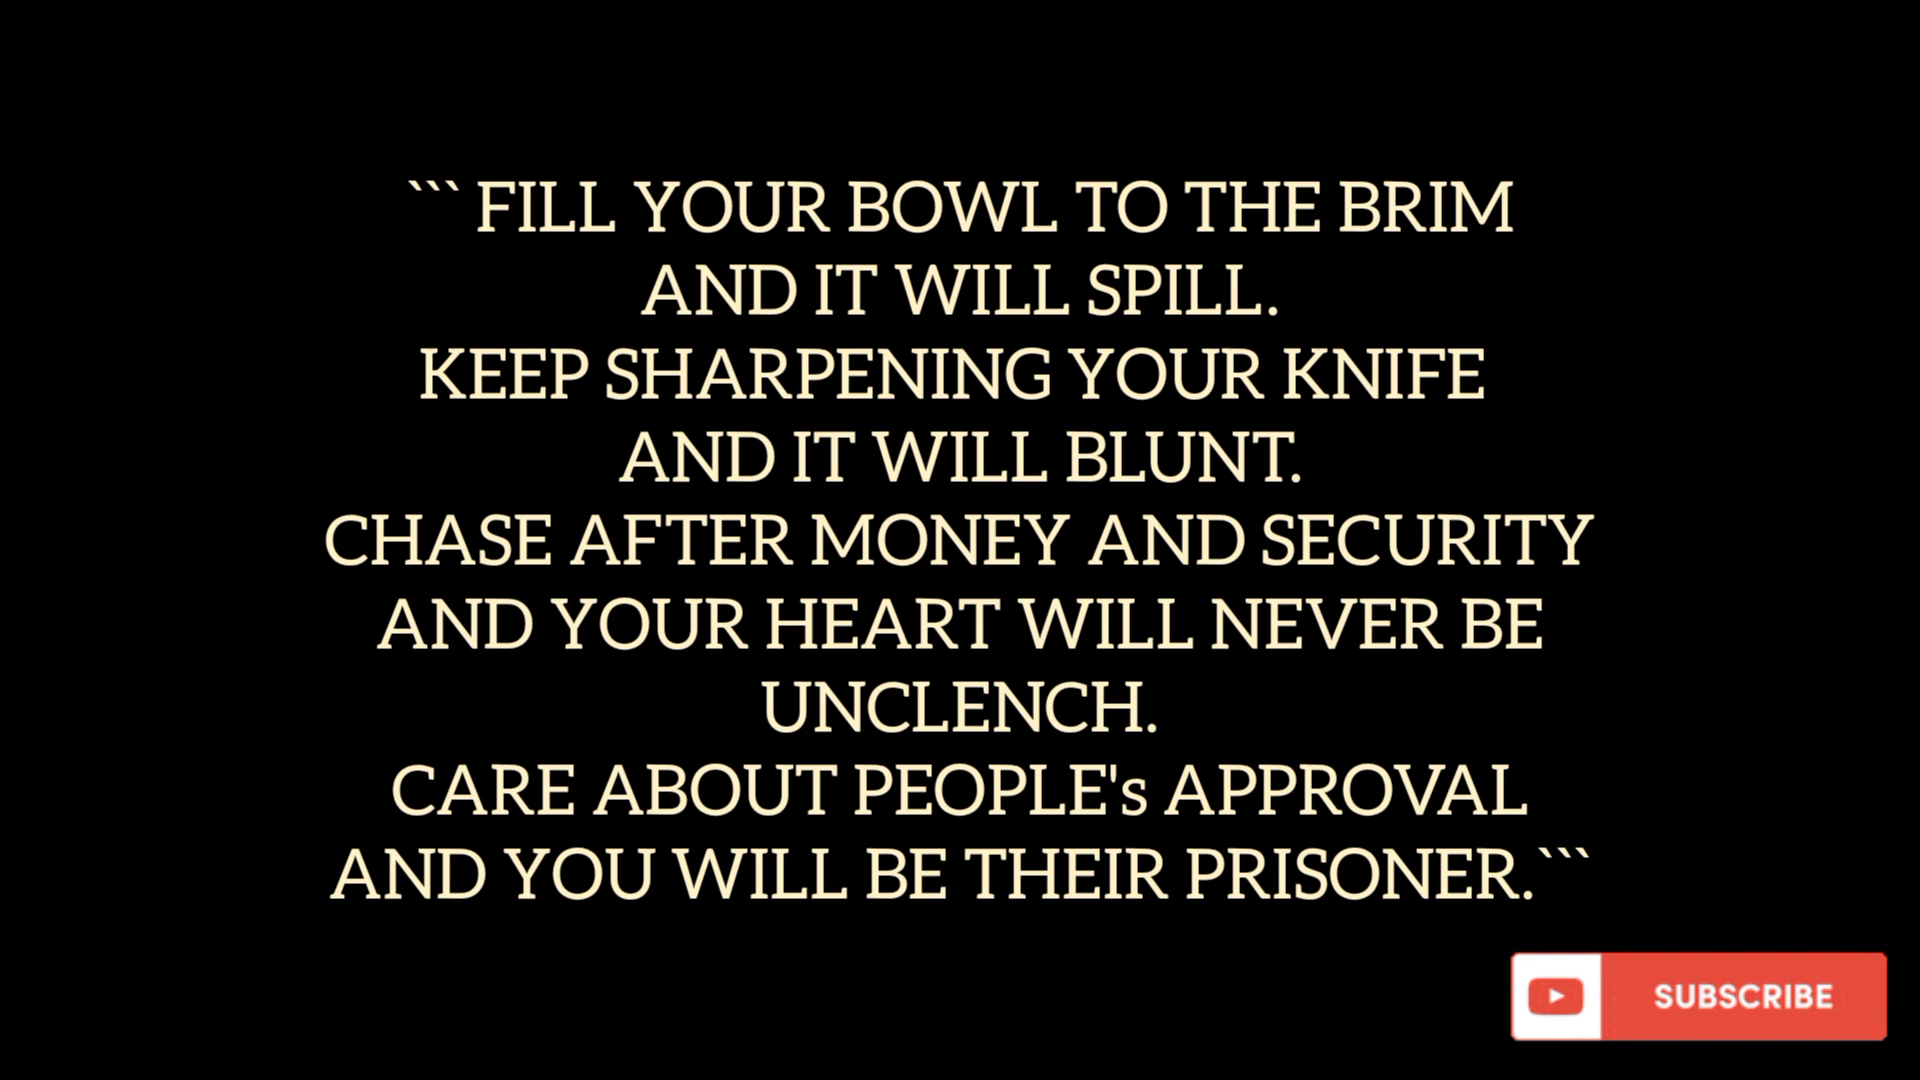 ``` FILL YOUR BOWL TO THE BRIM
AND IT WILL SPILL.
KEEP SHARPENING YOUR KNIFE
AND IT WILL BLUNT.
CHASE AFTER MONEY AND SECURITY
AND YOUR HEART WILL NEVER BE
UNCLENCH.
CARE ABOUT PEOPLE's APPROVAL
AND YOU WILL BE THEIR PRISONER.```
SUBSCRIBE